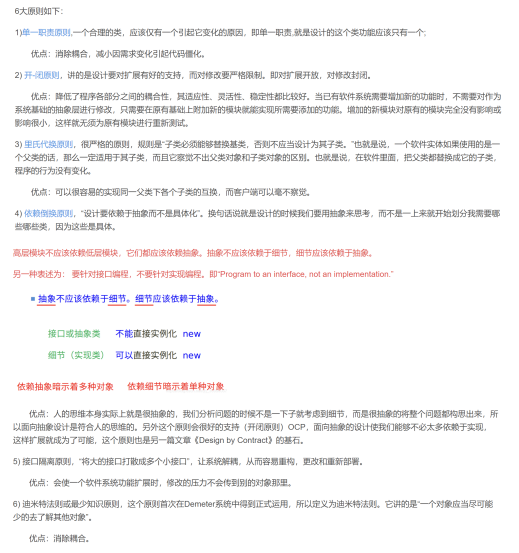 6大原则如下：
1)单一职责原则,一个合理的类，应该仅有一个引起它变化的原因，即单一职责,就是设计的这个类功能应该只有一个;
优点：消除耦合，减小因需求变化引起代码僵化。
2) 开-闭原则，讲的是设计要对扩展有好的支持，而对修改要严格限制。即对扩展开放，对修改封闭。
优点：降低了程序各部分之间的耦合性，其适应性、灵活性、稳定性都比较好。当已有软件系统需要增加新的功能时，不需要对作为
系统基础的抽象层进行修改，只需要在原有基础上附加新的模块就能实现所需要添加的功能。增加的新模块对原有的模块完全没有影响或
影响很小，这样就无须为原有模块进行重新测试。
3) 里氏代换原则，很严格的原则，规则是“子类必须能够替换基类，否则不应当设计为其子类。”也就是说，一个软件实体如果使用的是一
个父类的话，那么一定适用于其子类，而且它察觉不出父类对象和子类对象的区别。也就是说，在软件里面，把父类都替换成它的子类，
程序的行为没有变化。
优点：可以很容易的实现同一父类下各个子类的互换，而客户端可以毫不察觉。
4) 依赖倒换原则，“设计要依赖于抽象而不是具体化”。换句话说就是设计的时候我们要用抽象来思考，而不是一上来就开始划分我需要哪
些哪些类，因为这些是具体。
高层模块不应该依赖低层模块，它们都应该依赖抽象。抽象不应该依赖于细节，细节应该依赖于抽象。
另一种表述为： 要针对接口编程，不要针对实现编程。即“Program to an interface, not an implementation.”
抽象不应该依赖于细节。细节应该依赖于抽象。
接口或抽象类 不能直接实例化 new
细节（实现类） 可以直接实例化 new
依赖抽象暗示着多种对象 依赖细节暗示着单种对象
优点：人的思维本身实际上就是很抽象的，我们分析问题的时候不是一下子就考虑到细节，而是很抽象的将整个问题都构思出来，所
以面向抽象设计是符合人的思维的。另外这个原则会很好的支持（开闭原则）OCP，面向抽象的设计使我们能够不必太多依赖于实现，
这样扩展就成为了可能，这个原则也是另一篇文章《Design by Contract》的基石。
5) 接口隔离原则，“将大的接口打散成多个小接口”，让系统解耦，从而容易重构，更改和重新部署。
优点：会使一个软件系统功能扩展时，修改的压力不会传到别的对象那里。
6) 迪米特法则或最少知识原则，这个原则首次在Demeter系统中得到正式运用，所以定义为迪米特法则。它讲的是“一个对象应当尽可能
少的去了解其他对象”。
优点：消除耦合。